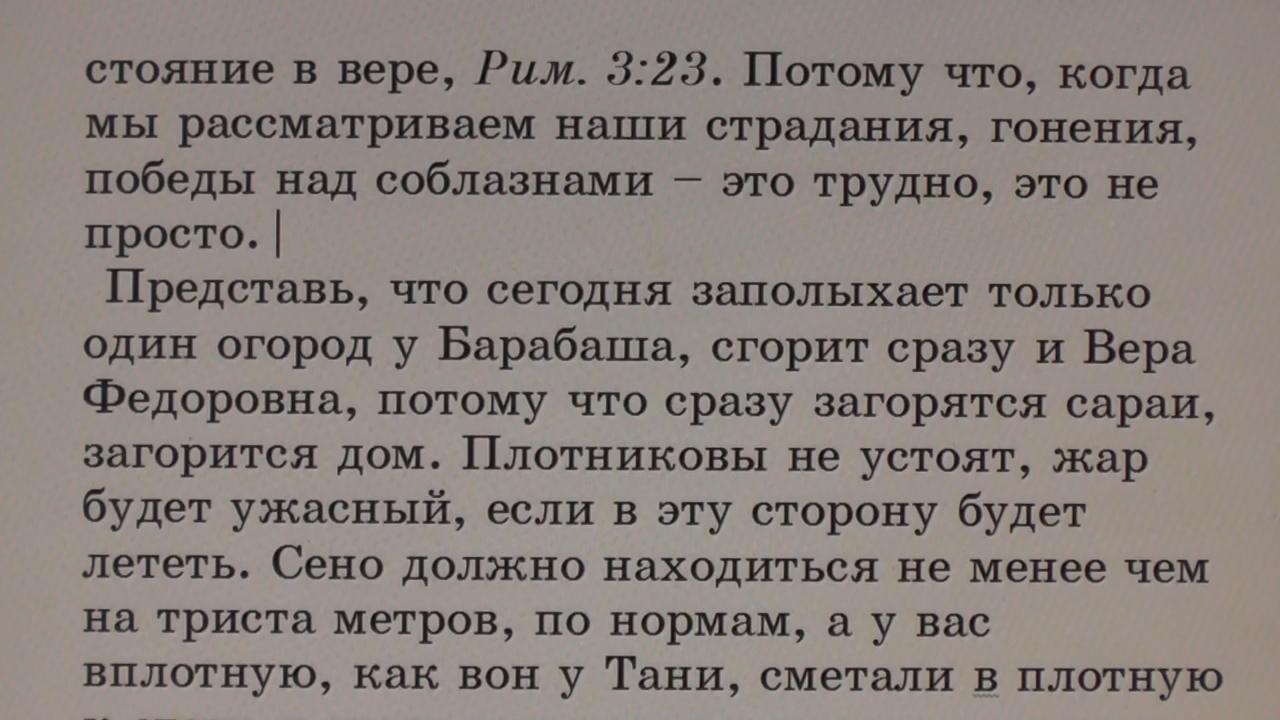 стояние в вере, Рим. 3:23. Потому что, когда
мы рассматриваем наши страдания, гонения,
победы над соблазнами – это трудно, это не
просто.
Представь, что сегодня заполыхает только
один огород у Барабаша, сгорит сразу и Вера
Федоровна, потому что сразу загорятся сараи,
загорится дом. Плотниковы не устоят, жар
будет ужасный, если в эту сторону будет
лететь. Сено должно находиться не менее чем
на триста метров, по нормам, а у вас
вплотную, как вон у Тани, сметали в плотную